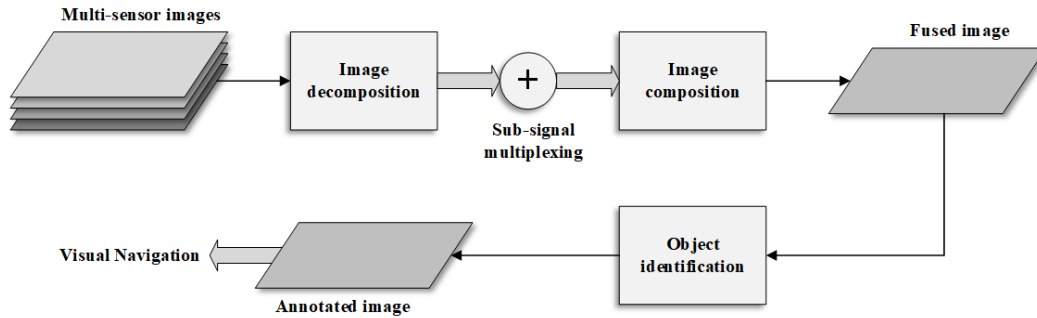 Multi-sensor images
Image
decomposition
+
Sub-signal
multiplexing
Image
composition
Fused image
Object
identification
Annotated image
Visual Navigation